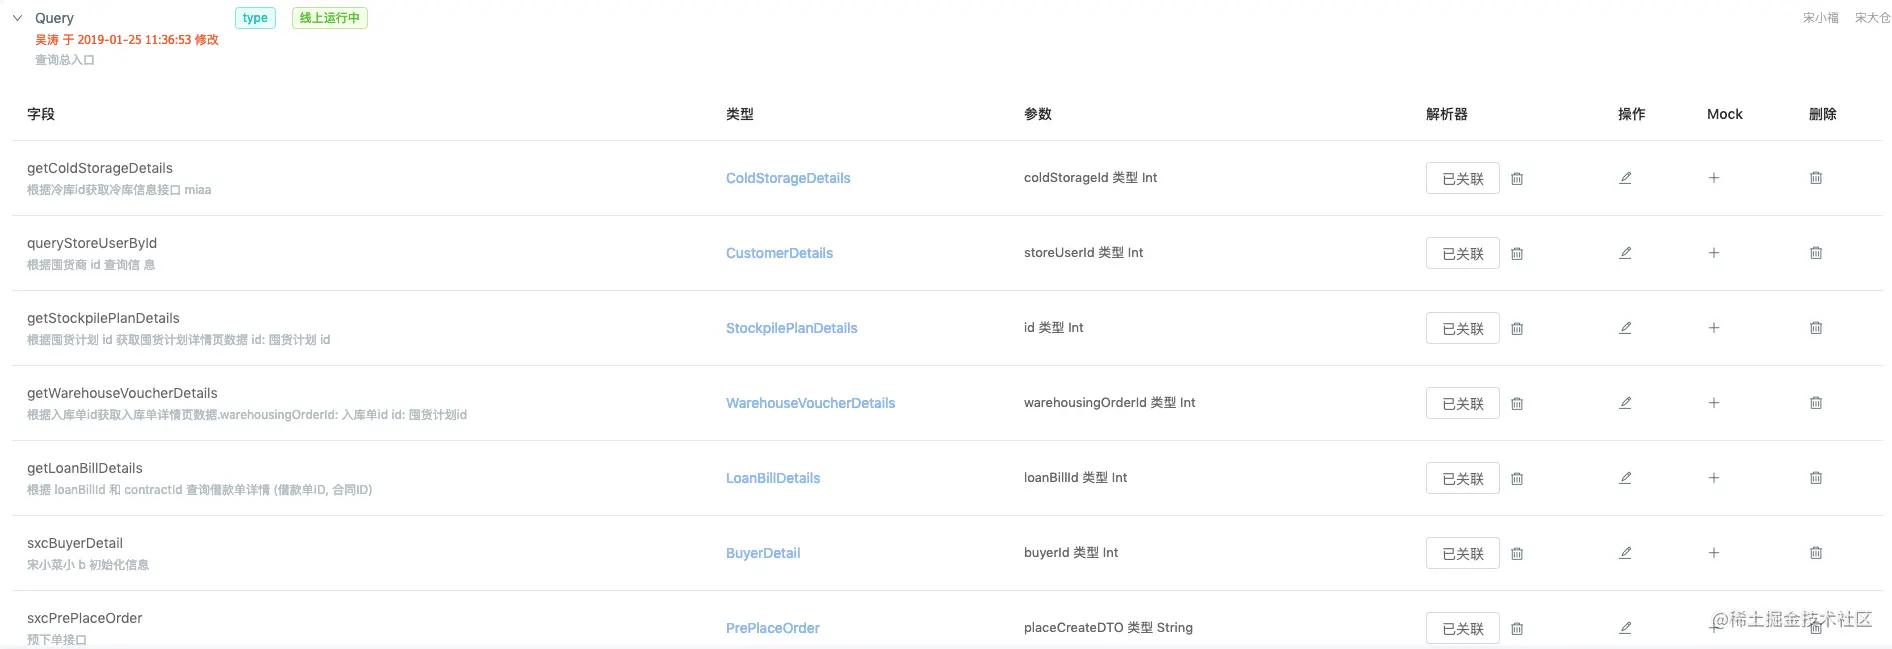 Query type 线上运行中 宋小福 宋大仓
吴涛 于 2019-01-25 11:36:53 修改
查询总入口
字段 类型 参数 解析器 操作 Mock 删除
getColdStorageDetails
根据冷库id获取冷库信息接口 miaa
ColdStorageDetails coldStorageId 类型 Int 已关联
queryStoreUserById
根据囤货商 id 查询信 息
CustomerDetails storeUserId 类型 Int 已关联
getStockpilePlanDetails
根据囤货计划 id 获取囤货计划详情页数据 id: 囤货计划 id
StockpilePlanDetails id 类型 Int 已关联
getWarehouseVoucherDetails
根据入库单id获取入库单详情页数据.warehousingOrderId: 入库单id id: 囤货计划id
WarehouseVoucherDetails warehousingOrderId 类型 Int 已关联
getLoanBillDetails
根据 loanBillId 和 contractId 查询借款单详情 (借款单ID, 合同ID)
LoanBillDetails loanBillId 类型 Int 已关联
sxcBuyerDetail
宋小菜小 b 初始化信息
BuyerDetail buyerId 类型 Int 已关联
sxcPrePlaceOrder
预下单接口
PrePlaceOrder placeCreateDTO 类型 String 已关联
@稀土掘金技术社区